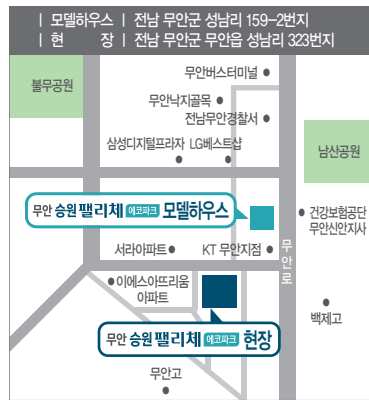 | 모델하우스 | 전남 무안군 성남리 159-2번지
| 현 장 | 전남 무안군 무안읍 성남리 323번지
무안버스터미널
불무공원
무안낙지골목
전남무안경찰서
삼성디지털프라자 LG베스트샵
남산공원
무안 승원팰리체 에코파크 모델하우스
건강보험공단
무안신안지사
서라아파트 KT 무안지점
무안로
이에스아뜨리움
아파트
백제고
무안 승원팰리체 에코파크 현장
무안고